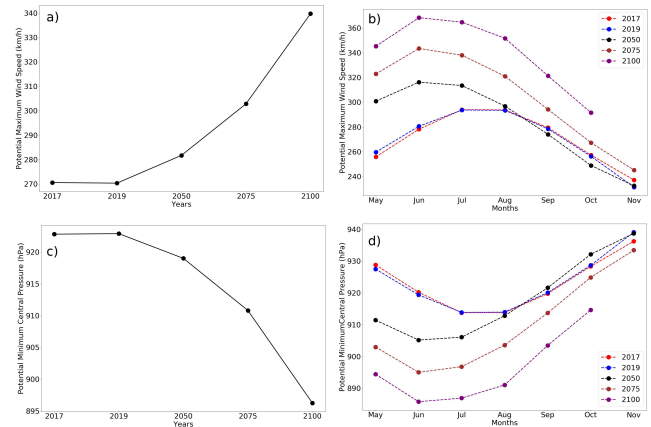 a)
Potential Maximum Wind Speed (km/h)
340
330
320
310
300
290
280
270
2017 2019 2050 2075 2100
Years
b)
Potential Maximum Wind Speed (km/h)
360
340
320
300
280
260
240
2017
2019
2050
2075
2100
May Jun Jul Aug Sep Oct Nov
Months
c)
Potential Minimum Central Pressure (hPa)
920
915
910
905
900
895
2017 2019 2050 2075 2100
Years
d)
Potential MinimumCentral Pressure (hPa)
940
930
920
910
900
890
2017
2019
2050
2075
2100
May Jun Jul Aug Sep Oct Nov
Months